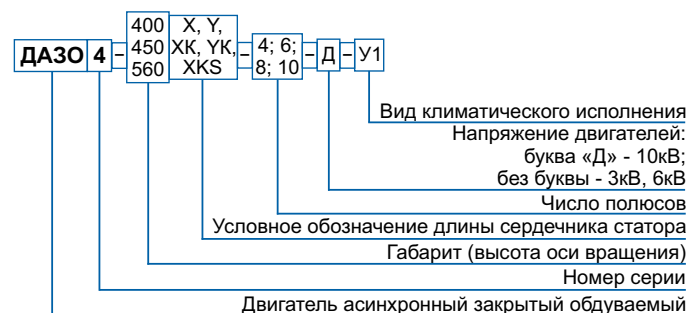 400 X, Y,
ДАЗО 4 – 450 ХК, YК, – 4; 6; – Д – У1
560 XKS 8; 10
Вид климатического исполнения
Напряжение двигателей:
буква «Д» - 10кВ;
без буквы - 3кВ, 6кВ
Число полюсов
Условное обозначение длины сердечника статора
Габарит (высота оси вращения)
Номер серии
Двигатель асинхронный закрытый обдуваемый